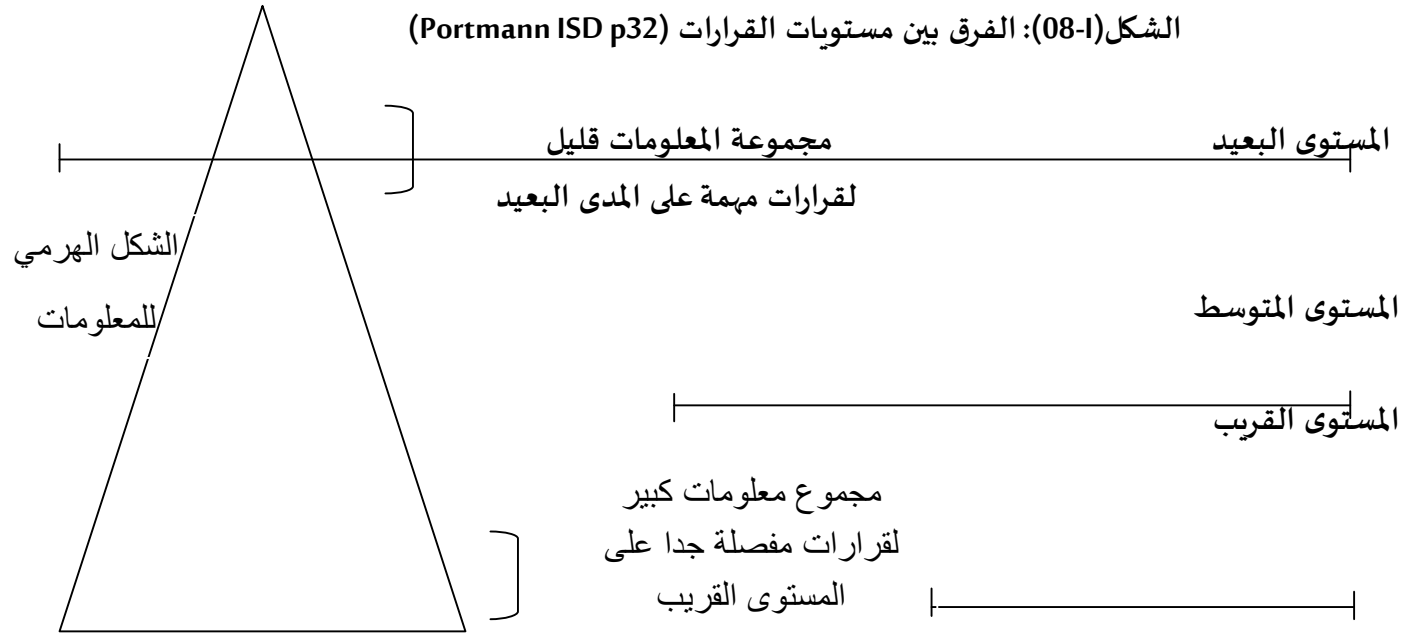 الشكل(I-08): الفرق بين مستويات القرارات (Portmann ISD p32)
المستوى البعيد
مجموعة المعلومات قليل
لقرارات مهمة على المدى البعيد
الشكل الهرمي
للمعلومات
المستوى المتوسط
المستوى القريب
مجموع معلومات كبير
لقرارات مفصلة جدا على
المستوى القريب